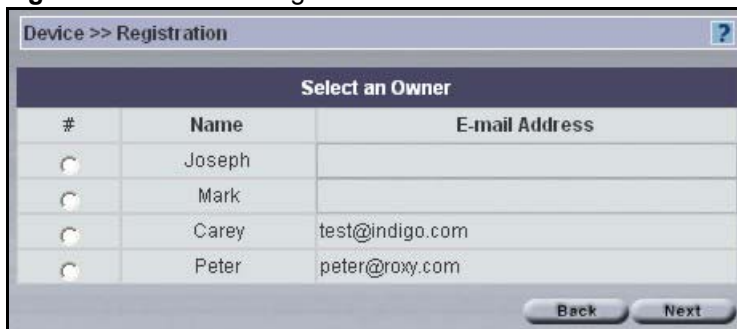 Device >> Registration ?
Select an Owner
# Name E-mail Address
Joseph
Mark
Carey test@indigo.com
Peter peter@roxy.com
Back Next